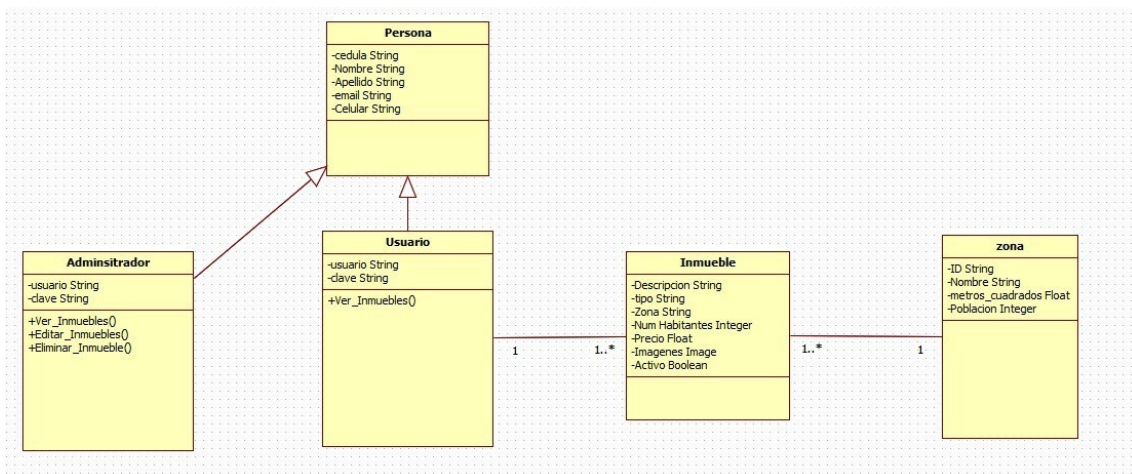 Persona
-cedula String
-Nombre String
-Apellido String
-email String
-Celular String
Adminsitrador
-usuario String
-clave String
+Ver_Inmuebles()
+Editar_Inmuebles()
+Eliminar_Inmueble()
Usuario
-usuario String
-clave String
+Ver_Inmuebles()
1
1..*
Inmueble
-Descripcion String
-tipo String
-Zona String
-Num Habitantes Integer
-Precio Float
-Imagenes Image
-Activo Boolean
1..*
1
zona
-ID String
-Nombre String
-metros_cuadrados Float
-Poblacion Integer